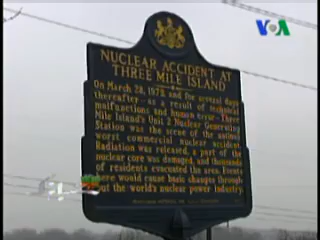 VOA
NUCLEAR ACCIDENT AT
THREE MILE ISLAND
On March 28, 1979, and for several days
thereafter—as a result of technical
malfunctions and human error—Three
Mile Island's Unit 2 Nuclear Generating
Station was the scene of the nation's
worst commercial nuclear accident.
Radiation was released, a part of the
nuclear core was damaged, and thousands
of residents evacuated the area. Events
here would cause basic changes through-
out the world's nuclear power industry.